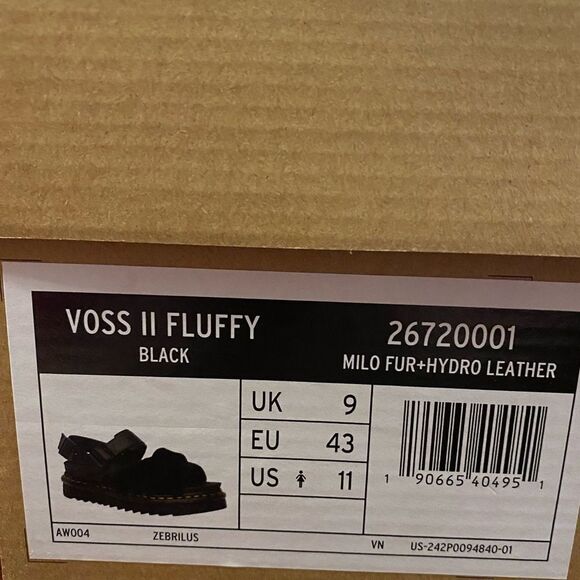 VOSS II FLUFFY
BLACK
26720001
MILO FUR+HYDRO LEATHER
UK 9
EU 43
US 11
1 90665 40495 1
AW004 ZEBRILUS VN US-242P0094840-01